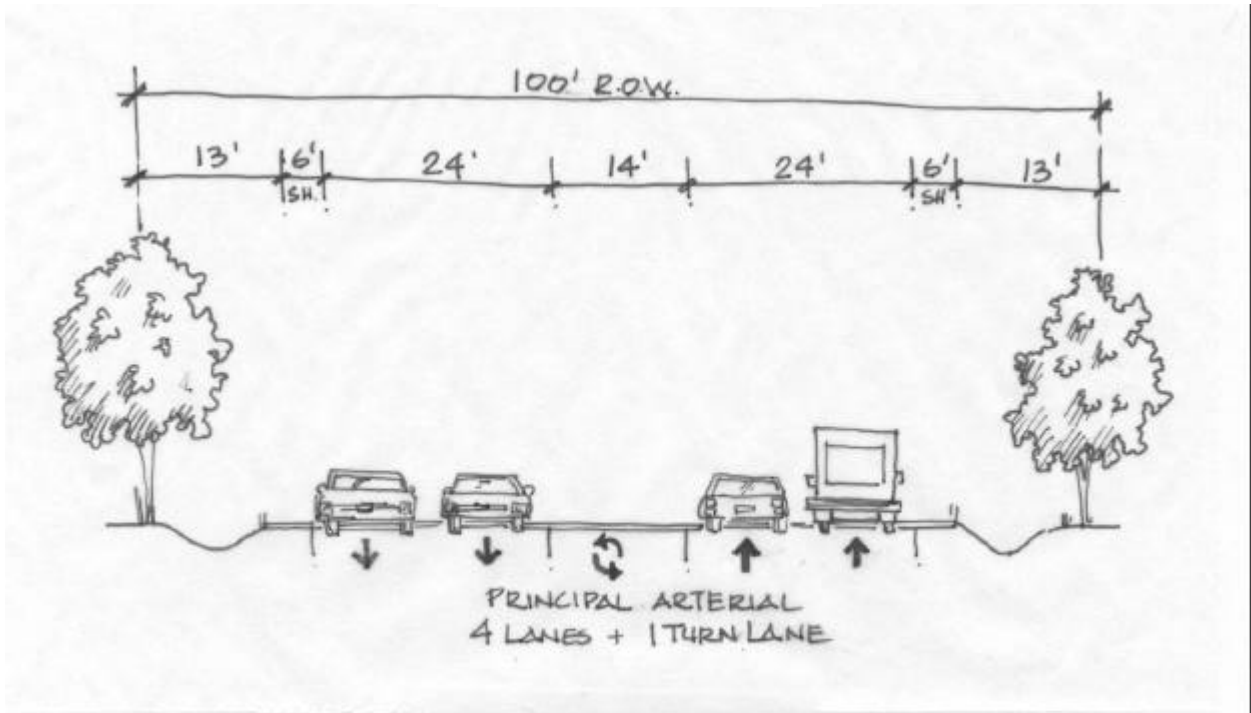 100' R.O.W.
13' 6' 24' 14' 24' 6' 13'
SH. SH
PRINCIPAL ARTERIAL
4 LANES + 1 TURN LANE